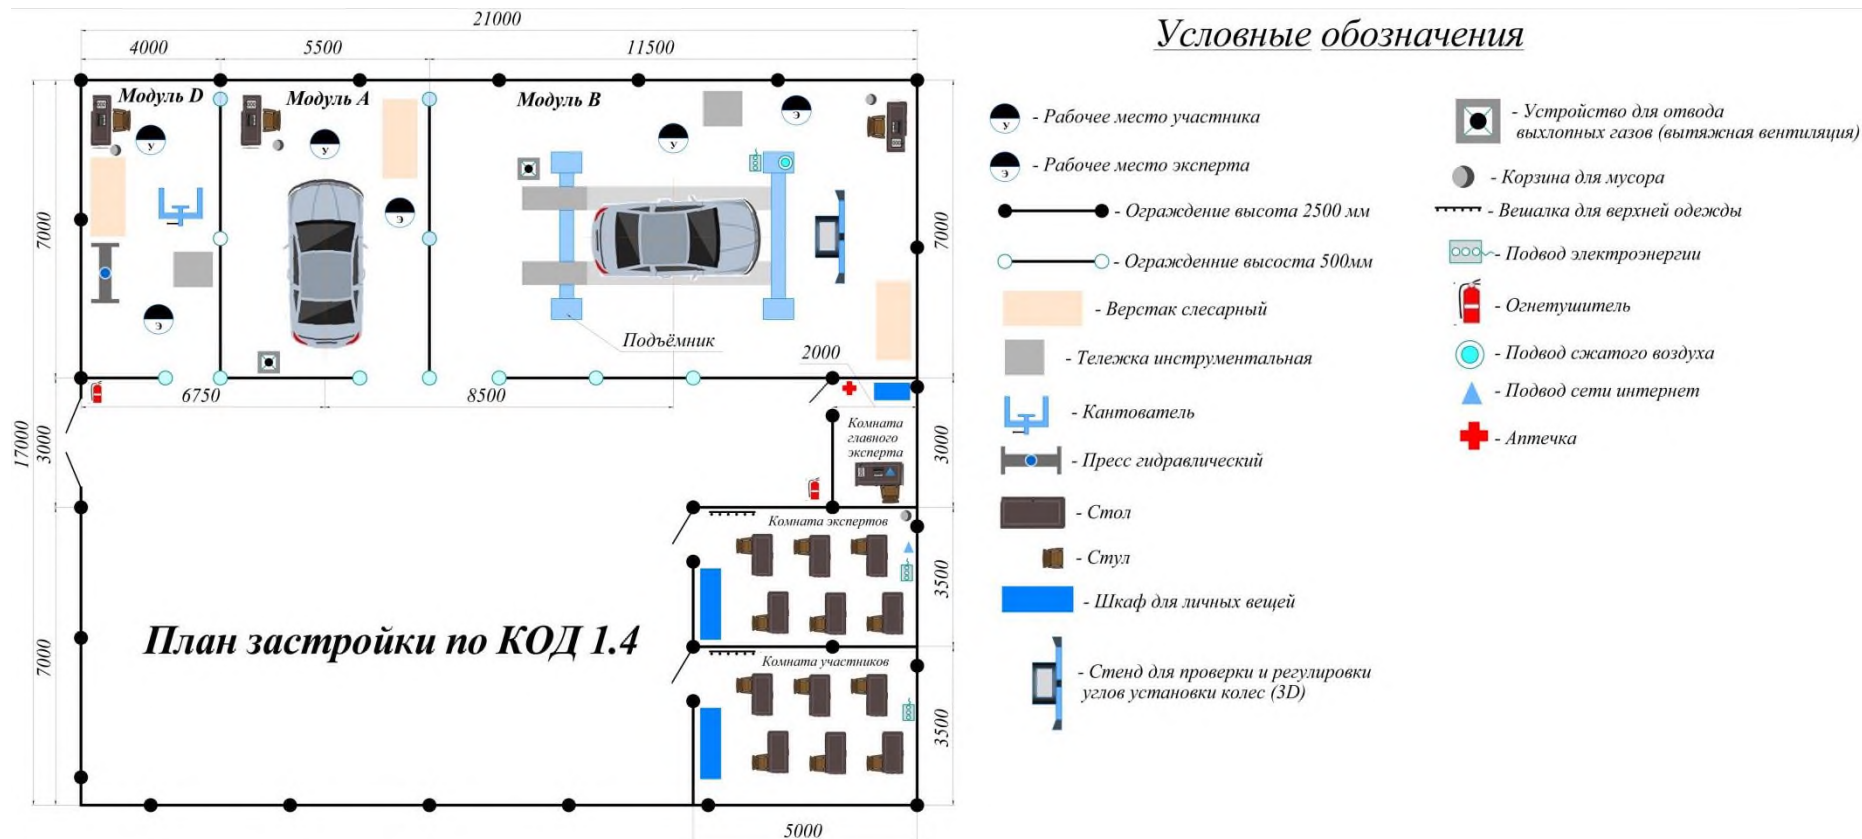 21000
4000
5500
11500
Модуль D
Модуль А
Модуль В
У
У
У
Э
Э
Э
7000
7000
Подъёмник
2000
6750
8500
17000
3000
3000
Комната
главного
эксперта
Комната экспертов
3500
План застройки по КОД 1.4
7000
Комната участников
3500
5000
Условные обозначения
У
- Рабочее место участника
Э
- Рабочее место эксперта
- Ограждение высота 2500 мм
- Огражденние высоста 500мм
- Верстак слесарный
- Тележка инструментальная
- Кантователь
- Пресс гидравлический
- Стол
- Стул
- Шкаф для личных вещей
- Стенд для проверки и регулировки
углов установки колес (3D)
- Устройство для отвода
выхлопных газов (вытяжная вентиляция)
- Корзина для мусора
- Вешалка для верхней одежды
- Подвод электроэнергии
- Огнетушитель
- Подвод сжатого воздуха
- Подвод сети интернет
- Аптечка